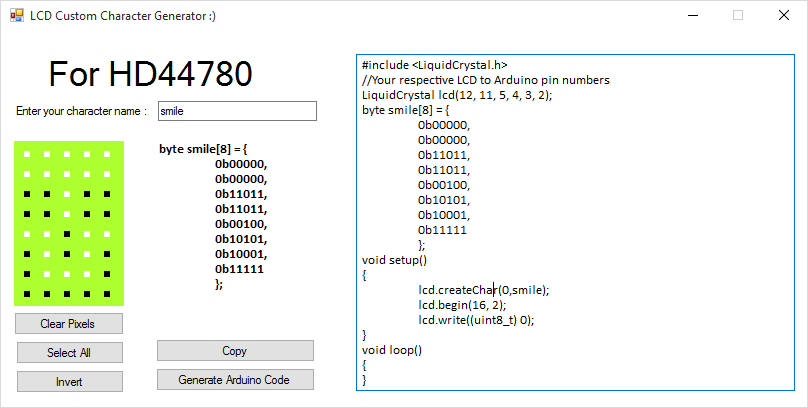 LCD Custom Character Generator :)
For HD44780
Enter your character name :
smile
byte smile[8] = {
0b00000,
0b00000,
0b11011,
0b11011,
0b00100,
0b10101,
0b10001,
0b11111
};
Clear Pixels
Select All
Invert
Copy
Generate Arduino Code
#include <LiquidCrystal.h>
//Your respective LCD to Arduino pin numbers
LiquidCrystal lcd(12, 11, 5, 4, 3, 2);
byte smile[8] = {
0b00000,
0b00000,
0b11011,
0b11011,
0b00100,
0b10101,
0b10001,
0b11111
};
void setup()
{
lcd.createChar(0,smile);
lcd.begin(16, 2);
lcd.write((uint8_t) 0);
}
void loop()
{
}